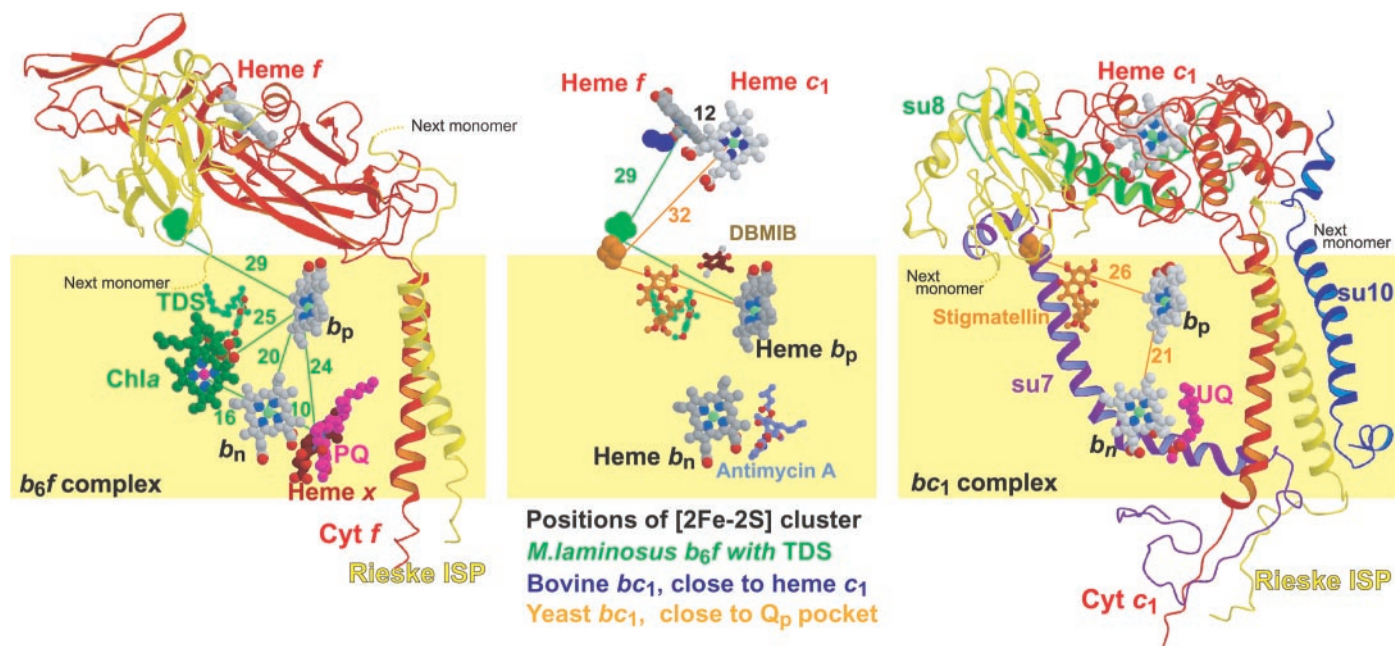 Heme f
Next monomer
29
Next monomer
TDS
25
bp
20
24
Chla
16
10
bn
PQ
Heme x
b6f complex
Cyt f
Rieske ISP
Heme f
Heme c1
12
29
32
DBMIB
Heme bp
Heme bn
Antimycin A
Positions of [2Fe-2S] cluster
M.laminosus b6f with TDS
Bovine bc1, close to heme c1
Yeast bc1, close to Qp pocket
Heme c1
su8
Next
monomer
Next
monomer
26
su10
Stigmatellin
bp
21
su7
UQ
bn
bc1 complex
Cyt c1
Rieske ISP